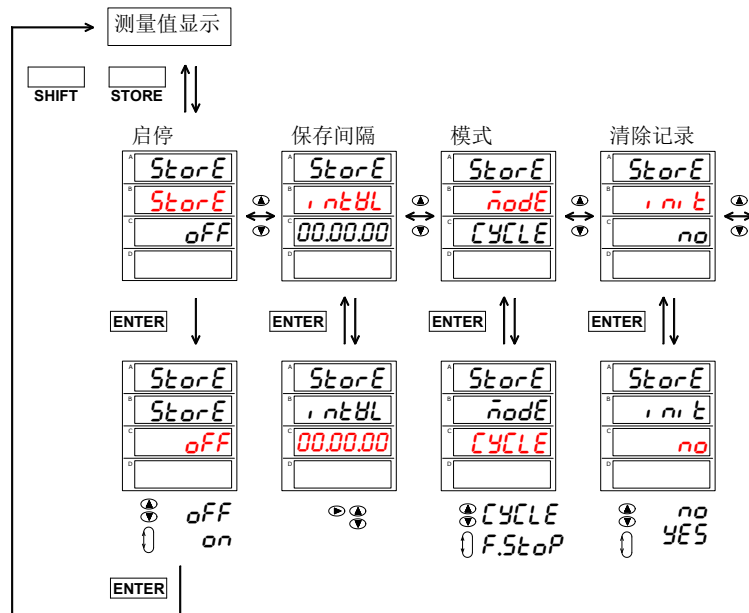 测量值显示
SHIFT STORE
启停 保存间隔 模式 清除记录
A StorE A StorE A StorE A StorE
B StorE B intVL B modE B init
C oFF C 00.00.00 C CYCLE C no
D D D D
ENTER ENTER ENTER ENTER
A StorE A StorE A StorE A StorE
B StorE B intVL B modE B init
C oFF C 00.00.00 C CYCLE C no
D D D D
oFF CYCLE no
on F.StoP YES
ENTER